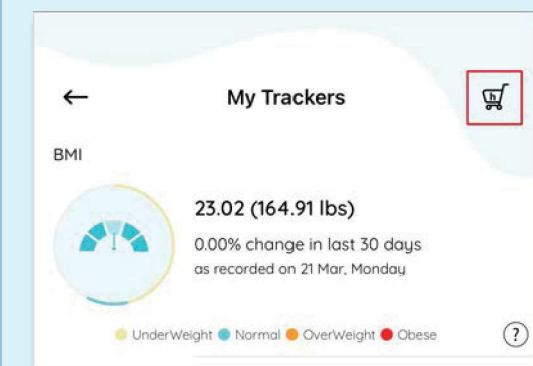 My Trackers
h
BMI
23.02 (164.91 lbs)
0.00% change in last 30 days
as recorded on 21 Mar, Monday
UnderWeight Normal OverWeight Obese
?